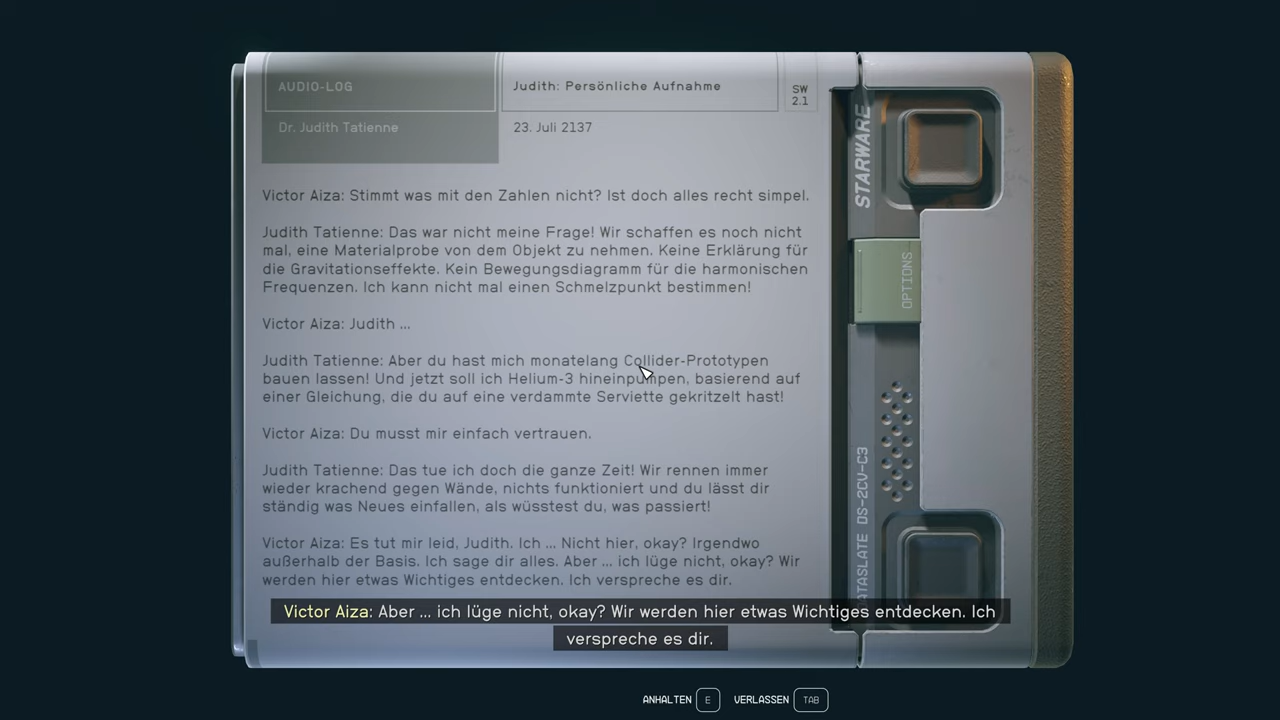 AUDIO-LOG
Judith: Persönliche Aufnahme
SW
2.1
Dr. Judith Tatienne
23. Juli 2137
Victor Aiza: Stimmt was mit den Zahlen nicht? Ist doch alles recht simpel.
Judith Tatienne: Das war nicht meine Frage! Wir schaffen es noch nicht
mal, eine Materialprobe von dem Objekt zu nehmen. Keine Erklärung für
die Gravitationseffekte. Kein Bewegungsdiagramm für die harmonischen
Frequenzen. Ich kann nicht mal einen Schmelzpunkt bestimmen!
Victor Aiza: Judith ...
Judith Tatienne: Aber du hast mich monatelang Collider-Prototypen
bauen lassen! Und jetzt soll ich Helium-3 hineinpumpen, basierend auf
einer Gleichung, die du auf eine verdammte Serviette gekritzelt hast!
Victor Aiza: Du musst mir einfach vertrauen.
Judith Tatienne: Das tue ich doch die ganze Zeit! Wir rennen immer
wieder krachend gegen Wände, nichts funktioniert und du lässt dir
ständig was Neues einfallen, als wüsstest du, was passiert!
Victor Aiza: Es tut mir leid, Judith. Ich ... Nicht hier, okay? Irgendwo
außerhalb der Basis. Ich sage dir alles. Aber ... ich lüge nicht, okay? Wir
werden hier etwas Wichtiges entdecken. Ich verspreche es dir.
Victor Aiza: Aber ... ich lüge nicht, okay? Wir werden hier etwas Wichtiges entdecken. Ich
verspreche es dir.
STARWARE
OPTIONS
DATASLATE DS-2CV-C3
ANHALTEN E VERLASSEN TAB